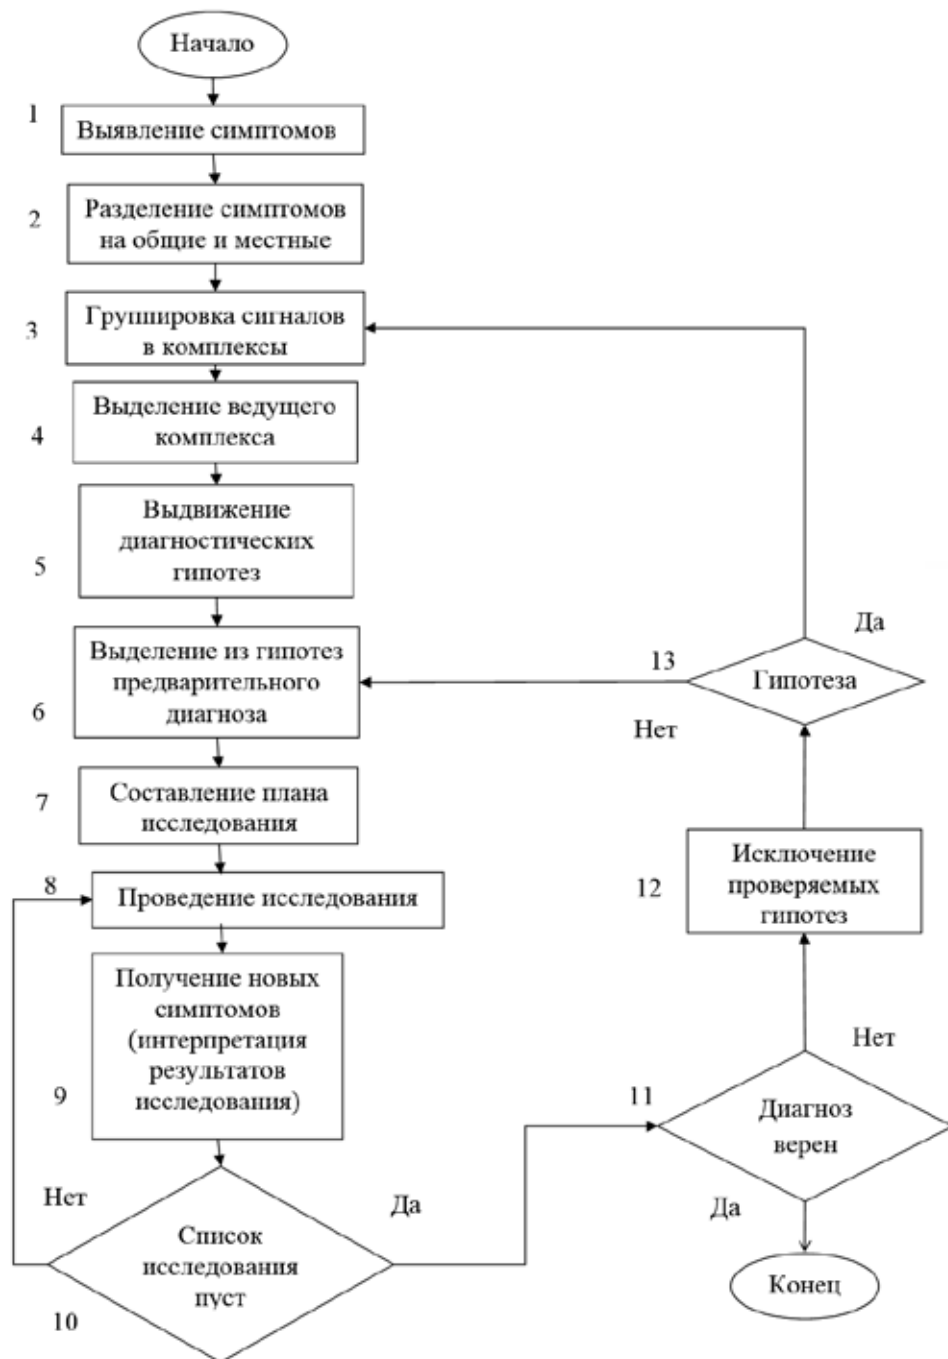 Начало
1
Выявление симптомов
2
Разделение симптомов
на общие и местные
3
Группировка сигналов
в комплексы
4
Выделение ведущего
комплекса
5
Выдвижение
диагностических
гипотез
6
Выделение из гипотез
предварительного
диагноза
7
Составление плана
исследования
8
Проведение исследования
9
Получение новых
симптомов
(интерпретация
результатов
исследования)
10
Нет
Да
Список
исследования
пуст
11
Диагноз
верен
Нет
Да
Конец
12
Исключение
проверяемых
гипотез
13
Гипотеза
Да
Нет